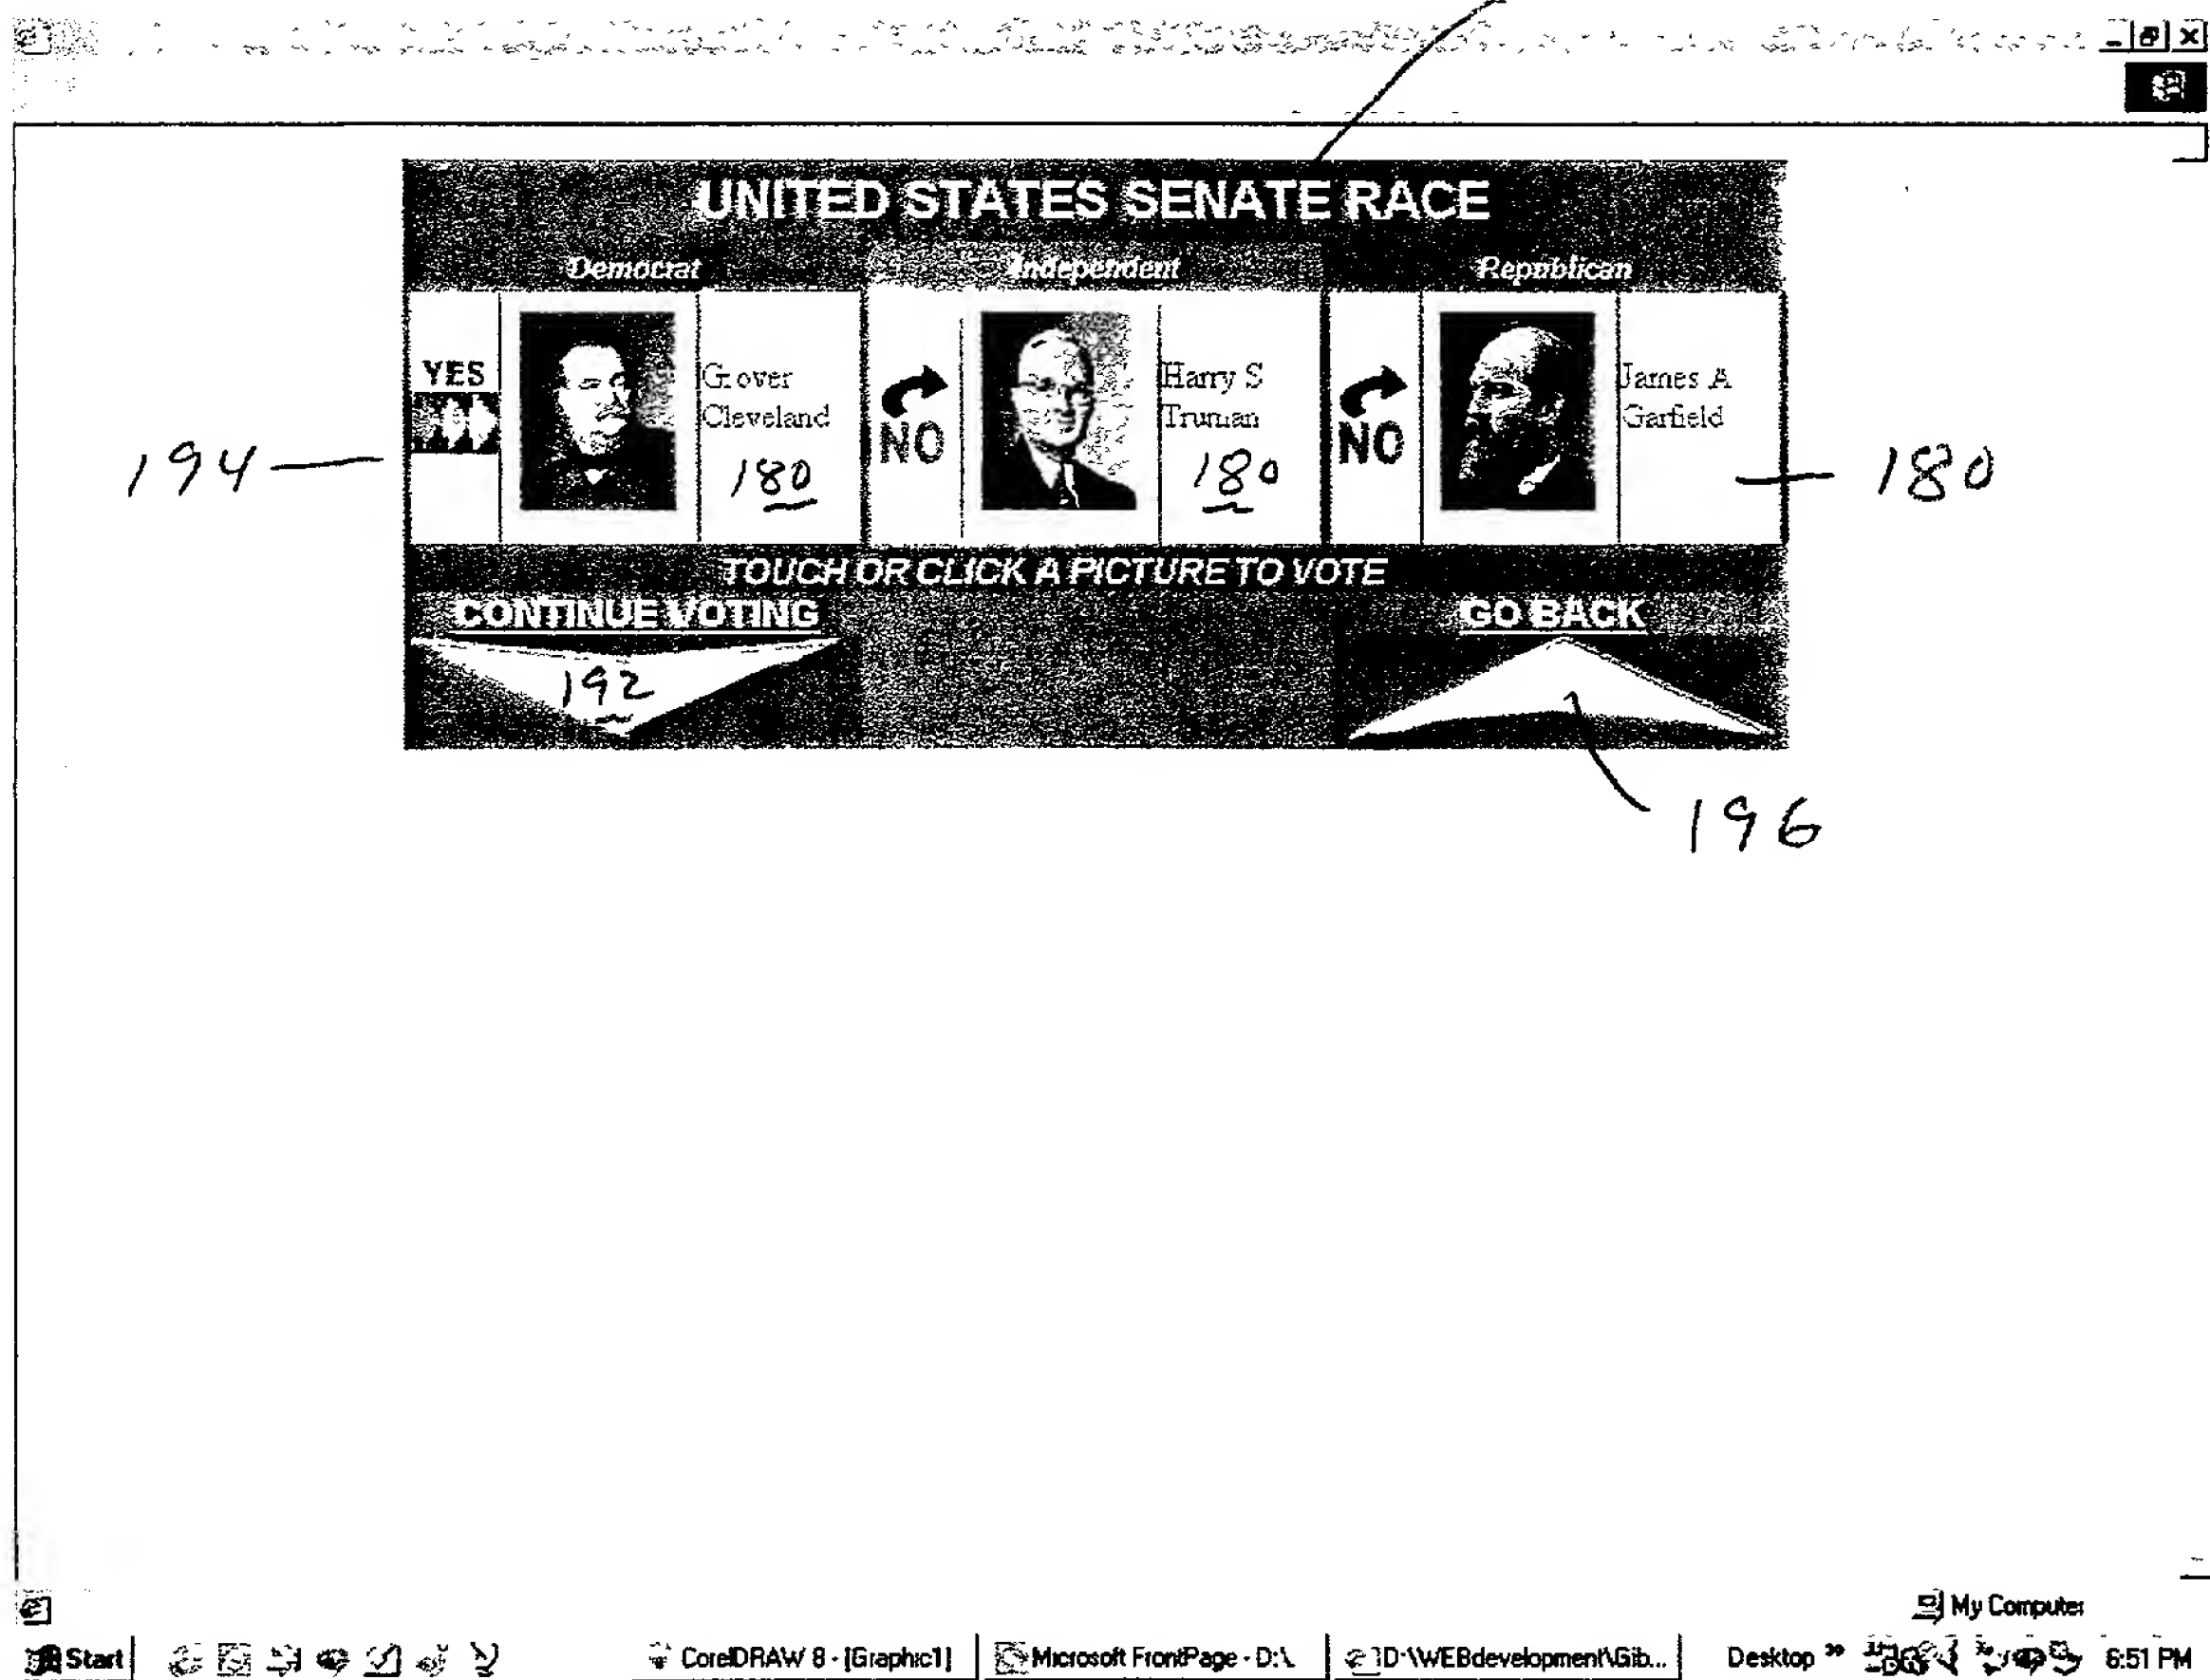 UNITED STATES SENATE RACE
Democrat Independent Republican
YES
Grover
Cleveland
180
NO
Harry S
Truman
180
NO
James A
Garfield
180
194
TOUCH OR CLICK A PICTURE TO VOTE
CONTINUE VOTING GO BACK
192
196
My Computer
Start CorelDRAW 8 - [Graphic1] Microsoft FrontPage - D:\ D:\WEBdevelopment\Gib... Desktop » 6:51 PM